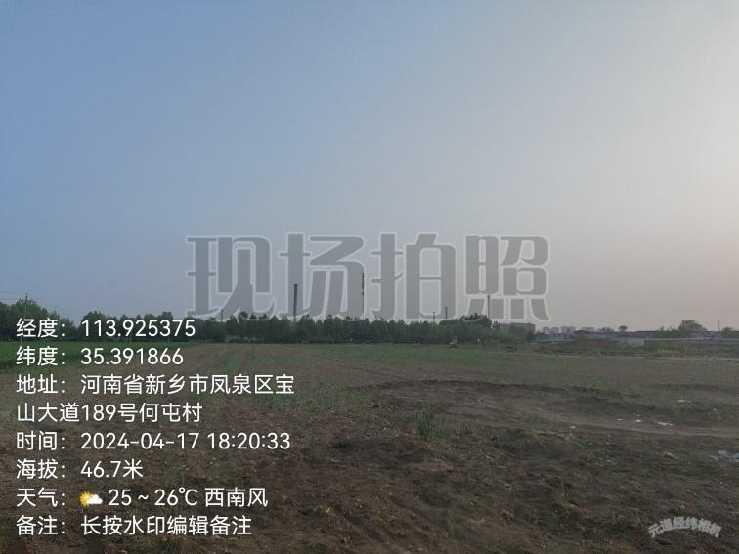 现场拍照
经度：113.925375
纬度：35.391866
地址：河南省新乡市凤泉区宝
山大道189号何屯村
时间：2024-04-17 18:20:33
海拔：46.7米
天气：25~26℃ 西南风
备注：长按水印编辑备注
元道经纬相机